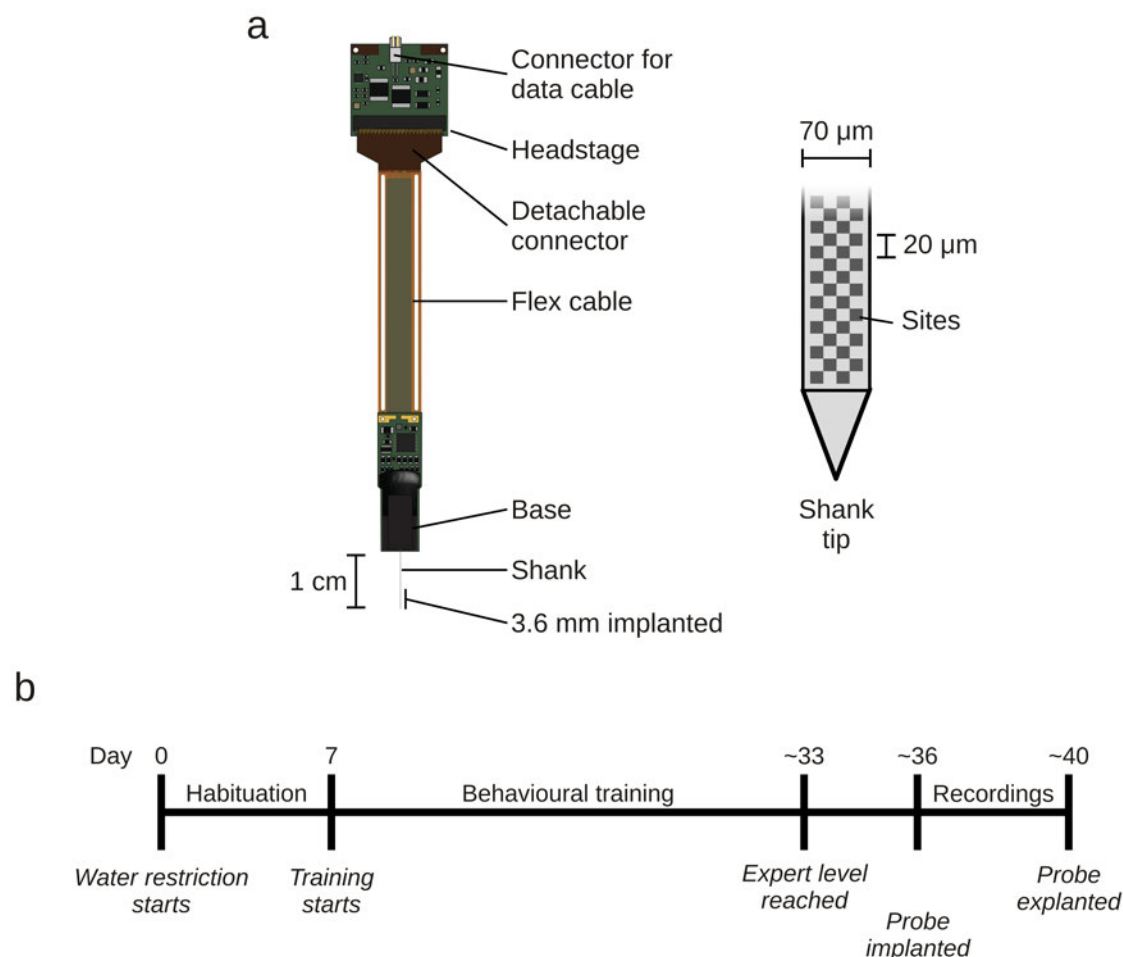 a
Connector for
data cable
Headstage
Detachable
connector
Flex cable
Base
Shank
1 cm
3.6 mm implanted
70 µm
20 µm
Sites
Shank
tip
b
Day 0 7 ~33 ~36 ~40
Habituation Behavioural training Recordings
Water restriction
starts
Training
starts
Expert level
reached
Probe
implanted
Probe
explanted